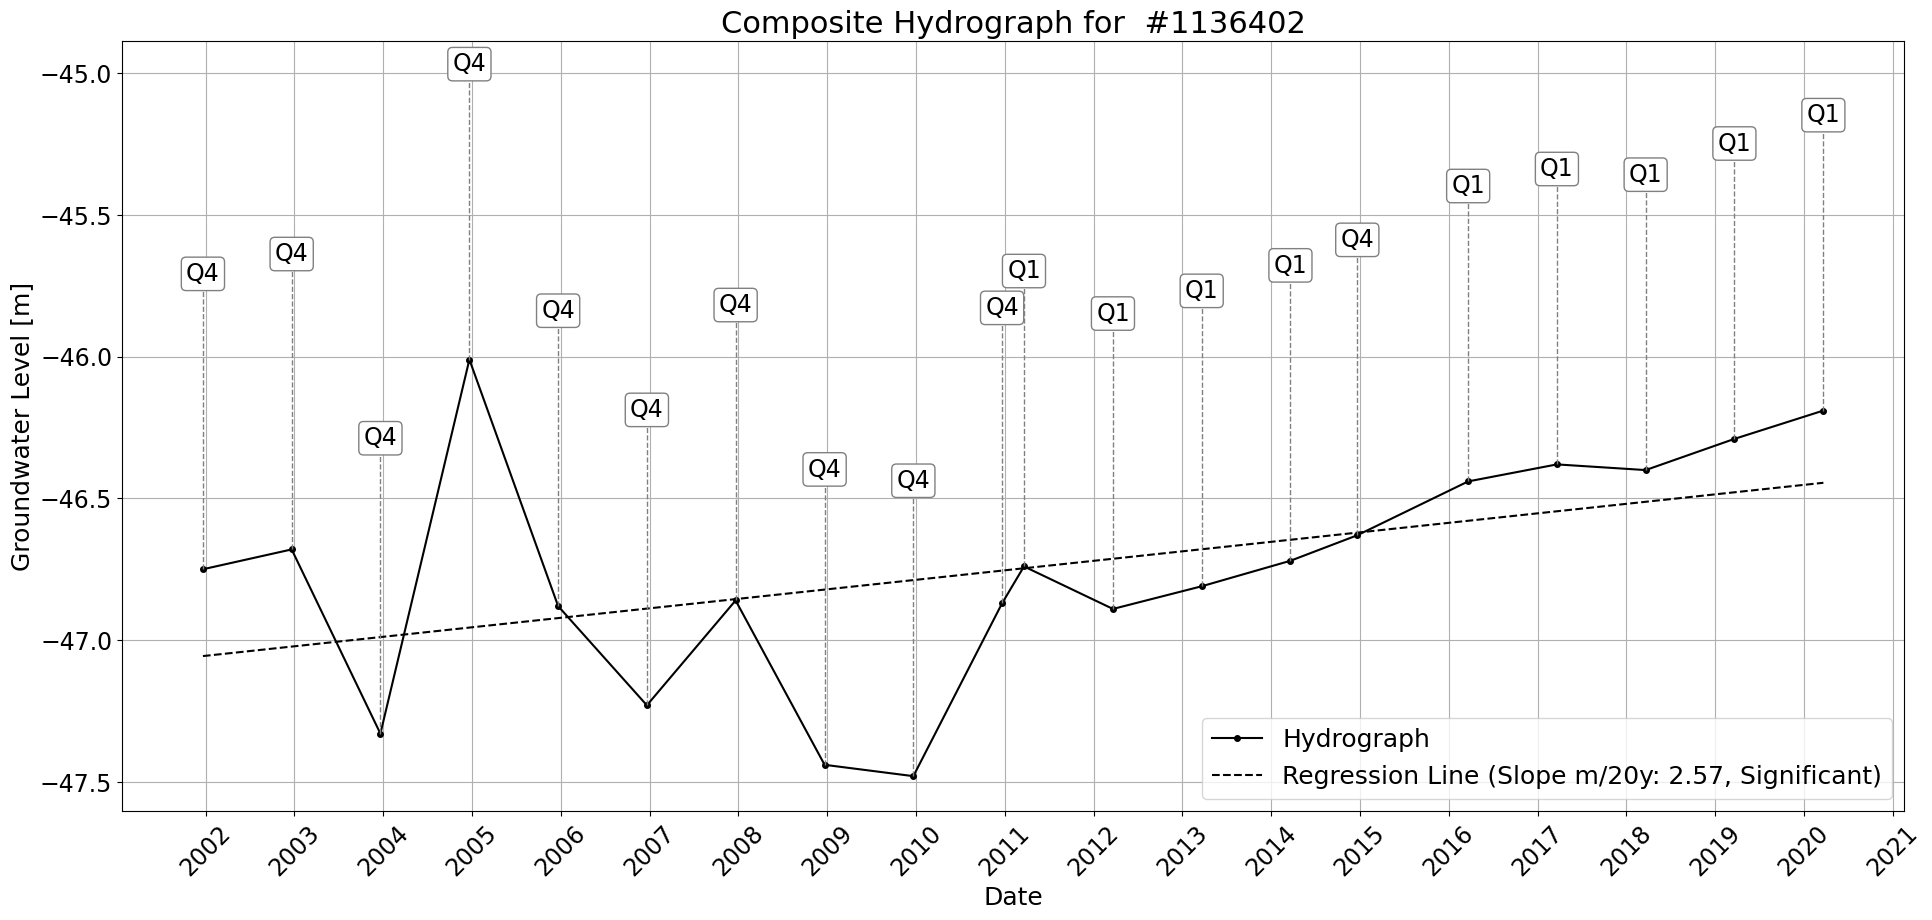 Composite Hydrograph for  #1136402
Groundwater Level [m]
−45.0
−45.5
−46.0
−46.5
−47.0
−47.5
Q4
Q4
Q4
Q4
Q4
Q4
Q4
Q4
Q4
Q4
Q1
Q1
Q1
Q1
Q4
Q1
Q1
Q1
Q1
Q1
Hydrograph
Regression Line (Slope m/20y: 2.57, Significant)
2002
2003
2004
2005
2006
2007
2008
2009
2010
2011
2012
2013
2014
2015
2016
2017
2018
2019
2020
2021
Date